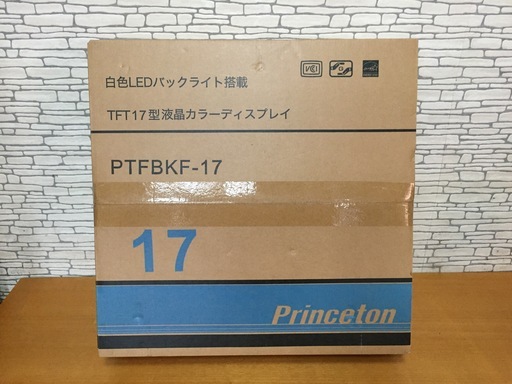 白色LEDバックライト搭載
TFT17型液晶カラーディスプレイ
PTFBKF-17
17
Princeton